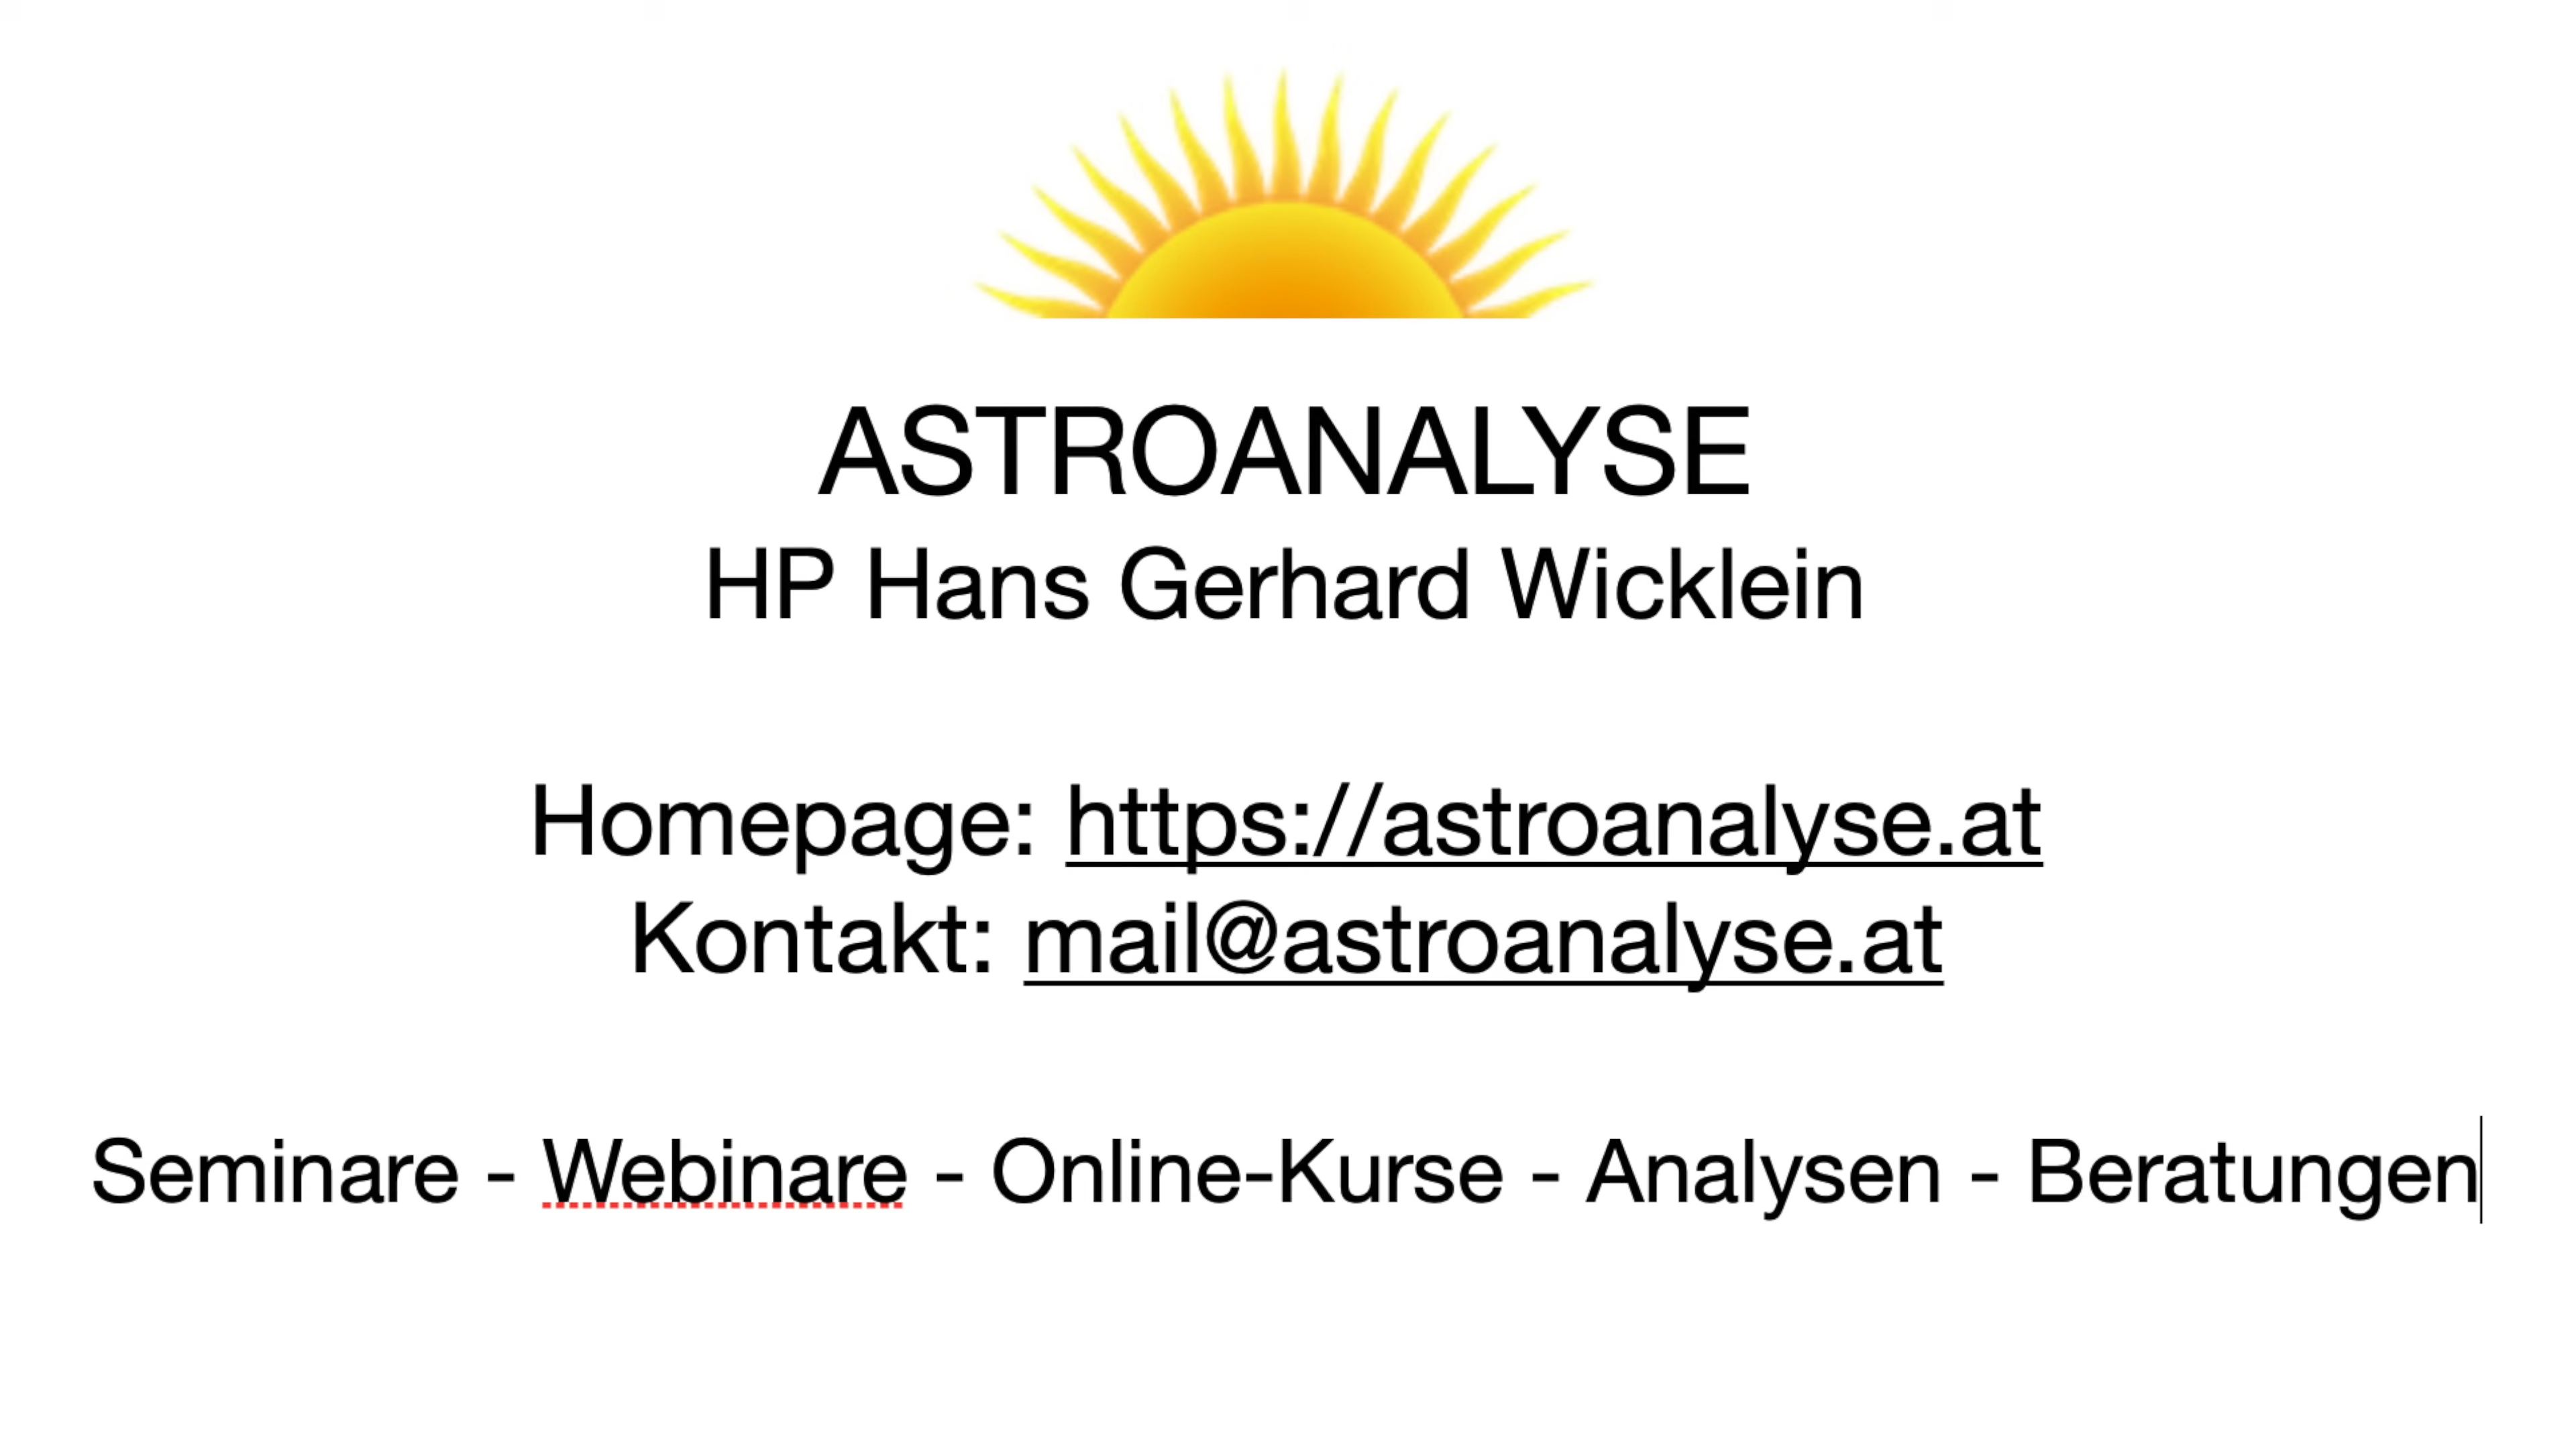 ASTROANALYSE
HP Hans Gerhard Wicklein
Homepage: https://astroanalyse.at
Kontakt: mail@astroanalyse.at
Seminare - Webinare - Online-Kurse - Analysen - Beratungen